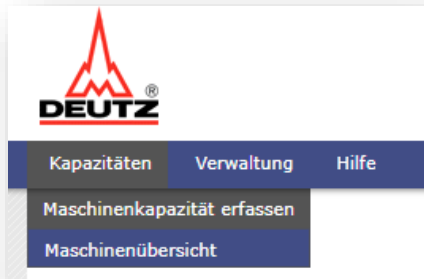 ®
DEUTZ
Kapazitäten Verwaltung Hilfe
Maschinenkapazität erfassen
Maschinenübersicht